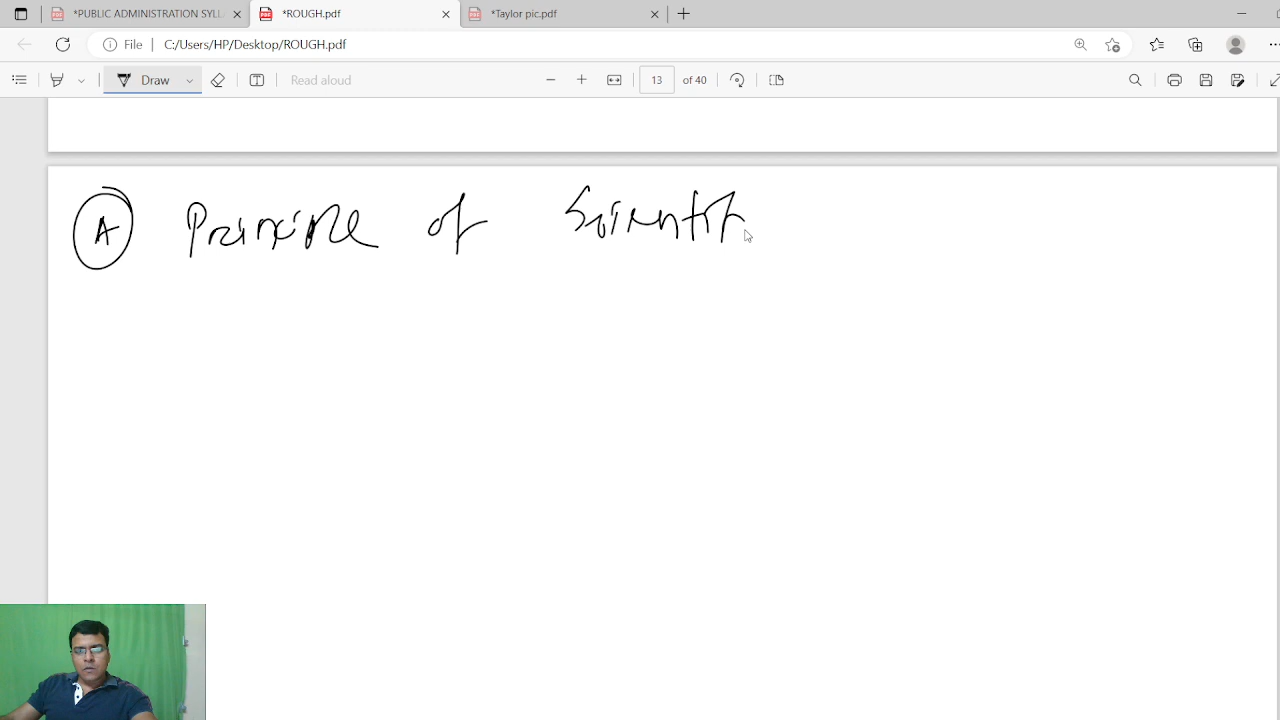 *PUBLIC ADMINISTRATION SYLLA
*ROUGH.pdf
*Taylor pic.pdf
File
C:/Users/HP/Desktop/ROUGH.pdf
Draw
Read aloud
13 of 40
A Principle of Scientif